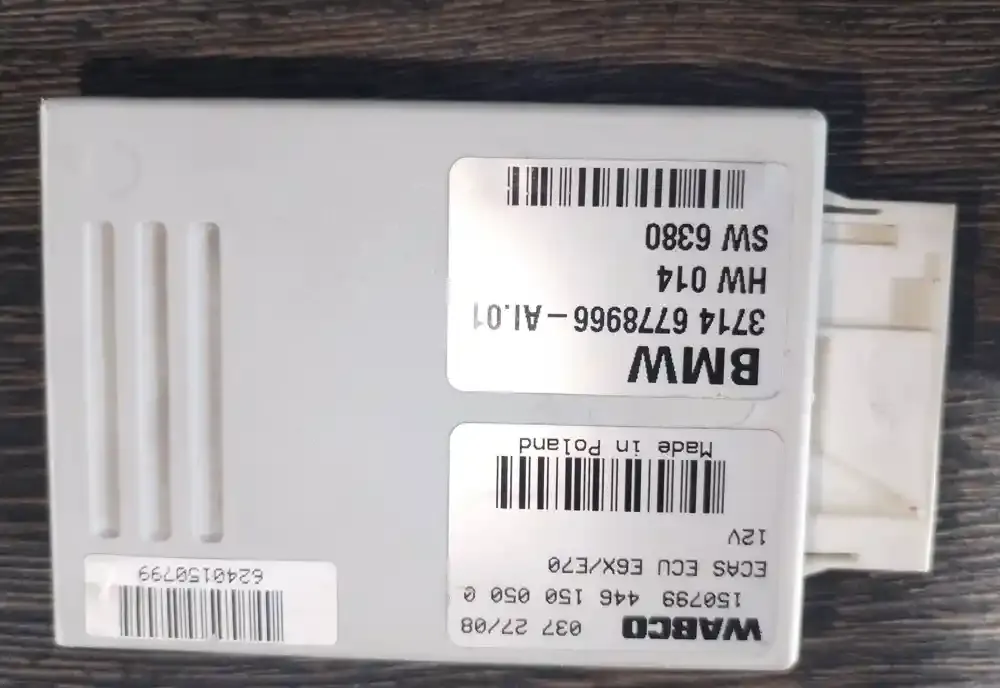 WABCO 037 27/08
150799 446 150 050 0
ECAS ECU E6X/E70
12V
Made in Poland
BMW
3714 6778966-AI.01
HW 014
SW 6380
6240150799